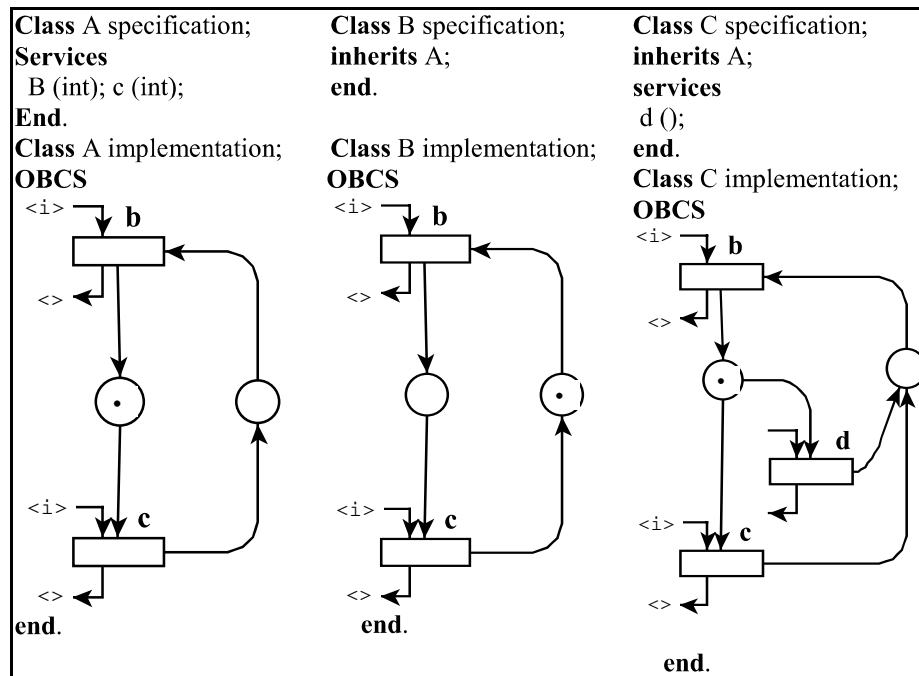 Class A specification;
Services
B (int); c (int);
End.
Class A implementation;
OBCS
<i>
b
<>
<i>
c
<>
end.
Class B specification;
inherits A;
end.
Class B implementation;
OBCS
<i>
b
<>
<i>
c
<>
end.
Class C specification;
inherits A;
services
d ();
end.
Class C implementation;
OBCS
<i>
b
<>
d
<i>
c
<>
end.